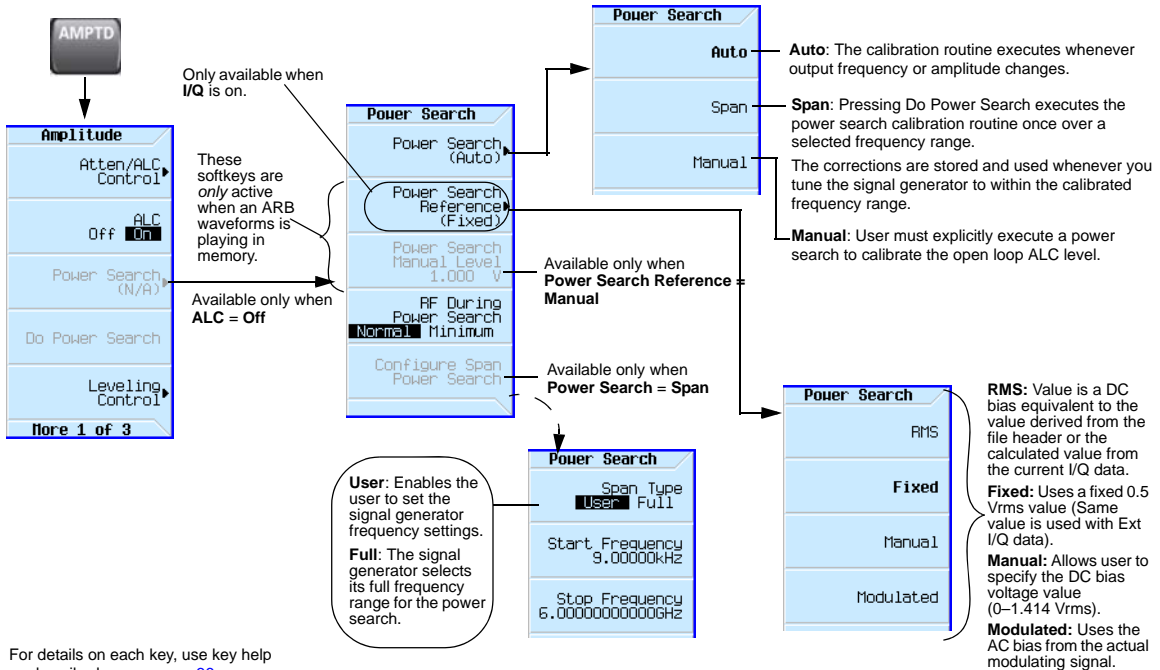 AMPTD
Amplitude
Atten/ALC
Control
ALC
Off On
Power Search
(N/A)
Do Power Search
Leveling
Control
More 1 of 3
Only available when
I/Q is on.
These
softkeys are
only active
when an ARB
waveforms is
playing in
memory.
Available only when
ALC = Off
Power Search
Power Search
(Auto)
Power Search
Reference
(Fixed)
Power Search
Manual Level
1.000 V
RF During
Power Search
Normal Minimum
Configure Span
Power Search
Available only when
Power Search Reference =
Manual
Available only when
Power Search = Span
Power Search
Auto
Span
Manual
Auto: The calibration routine executes whenever
output frequency or amplitude changes.
Span: Pressing Do Power Search executes the
power search calibration routine once over a
selected frequency range.
The corrections are stored and used whenever you
tune the signal generator to within the calibrated
frequency range.
Manual: User must explicitly execute a power
search to calibrate the open loop ALC level.
User: Enables the
user to set the
signal generator
frequency settings.
Full: The signal
generator selects
its full frequency
range for the power
search.
Power Search
Span Type
User Full
Start Frequency
9.00000kHz
Stop Frequency
6.00000000000GHz
Power Search
RMS
Fixed
Manual
Modulated
RMS: Value is a DC
bias equivalent to the
value derived from the
file header or the
calculated value from
the current I/Q data.
Fixed: Uses a fixed 0.5
Vrms value (Same
value is used with Ext
I/Q data).
Manual: Allows user to
specify the DC bias
voltage value
(0–1.414 Vrms).
Modulated: Uses the
AC bias from the actual
modulating signal.
For details on each key, use key help